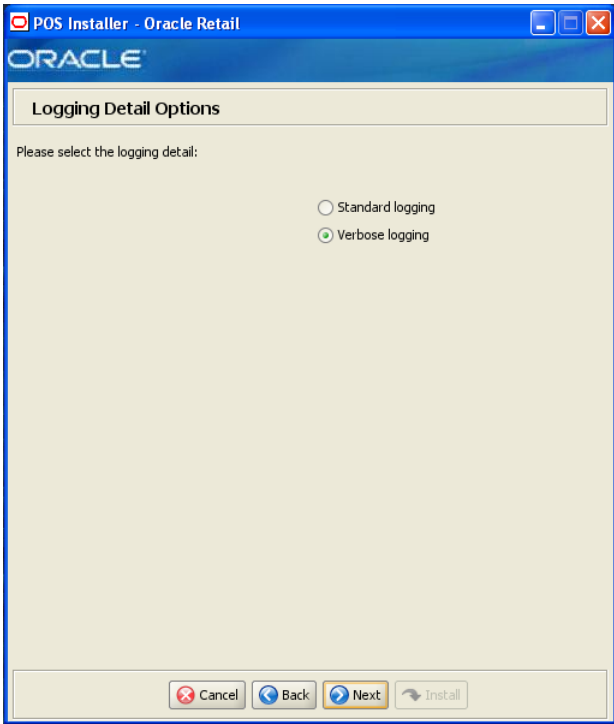 POS Installer - Oracle Retail
ORACLE
Logging Detail Options
Please select the logging detail:
Standard logging
Verbose logging
Cancel Back Next Install